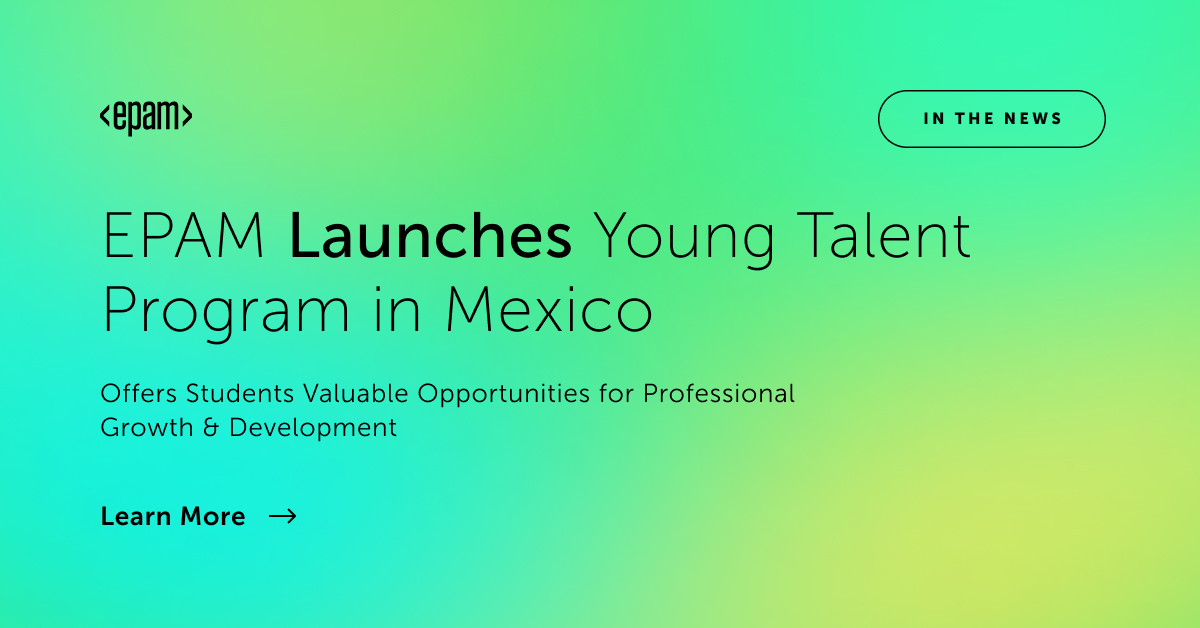 <epam>
IN THE NEWS
EPAM Launches Young Talent
Program in Mexico
Offers Students Valuable Opportunities for Professional
Growth & Development
Learn More →